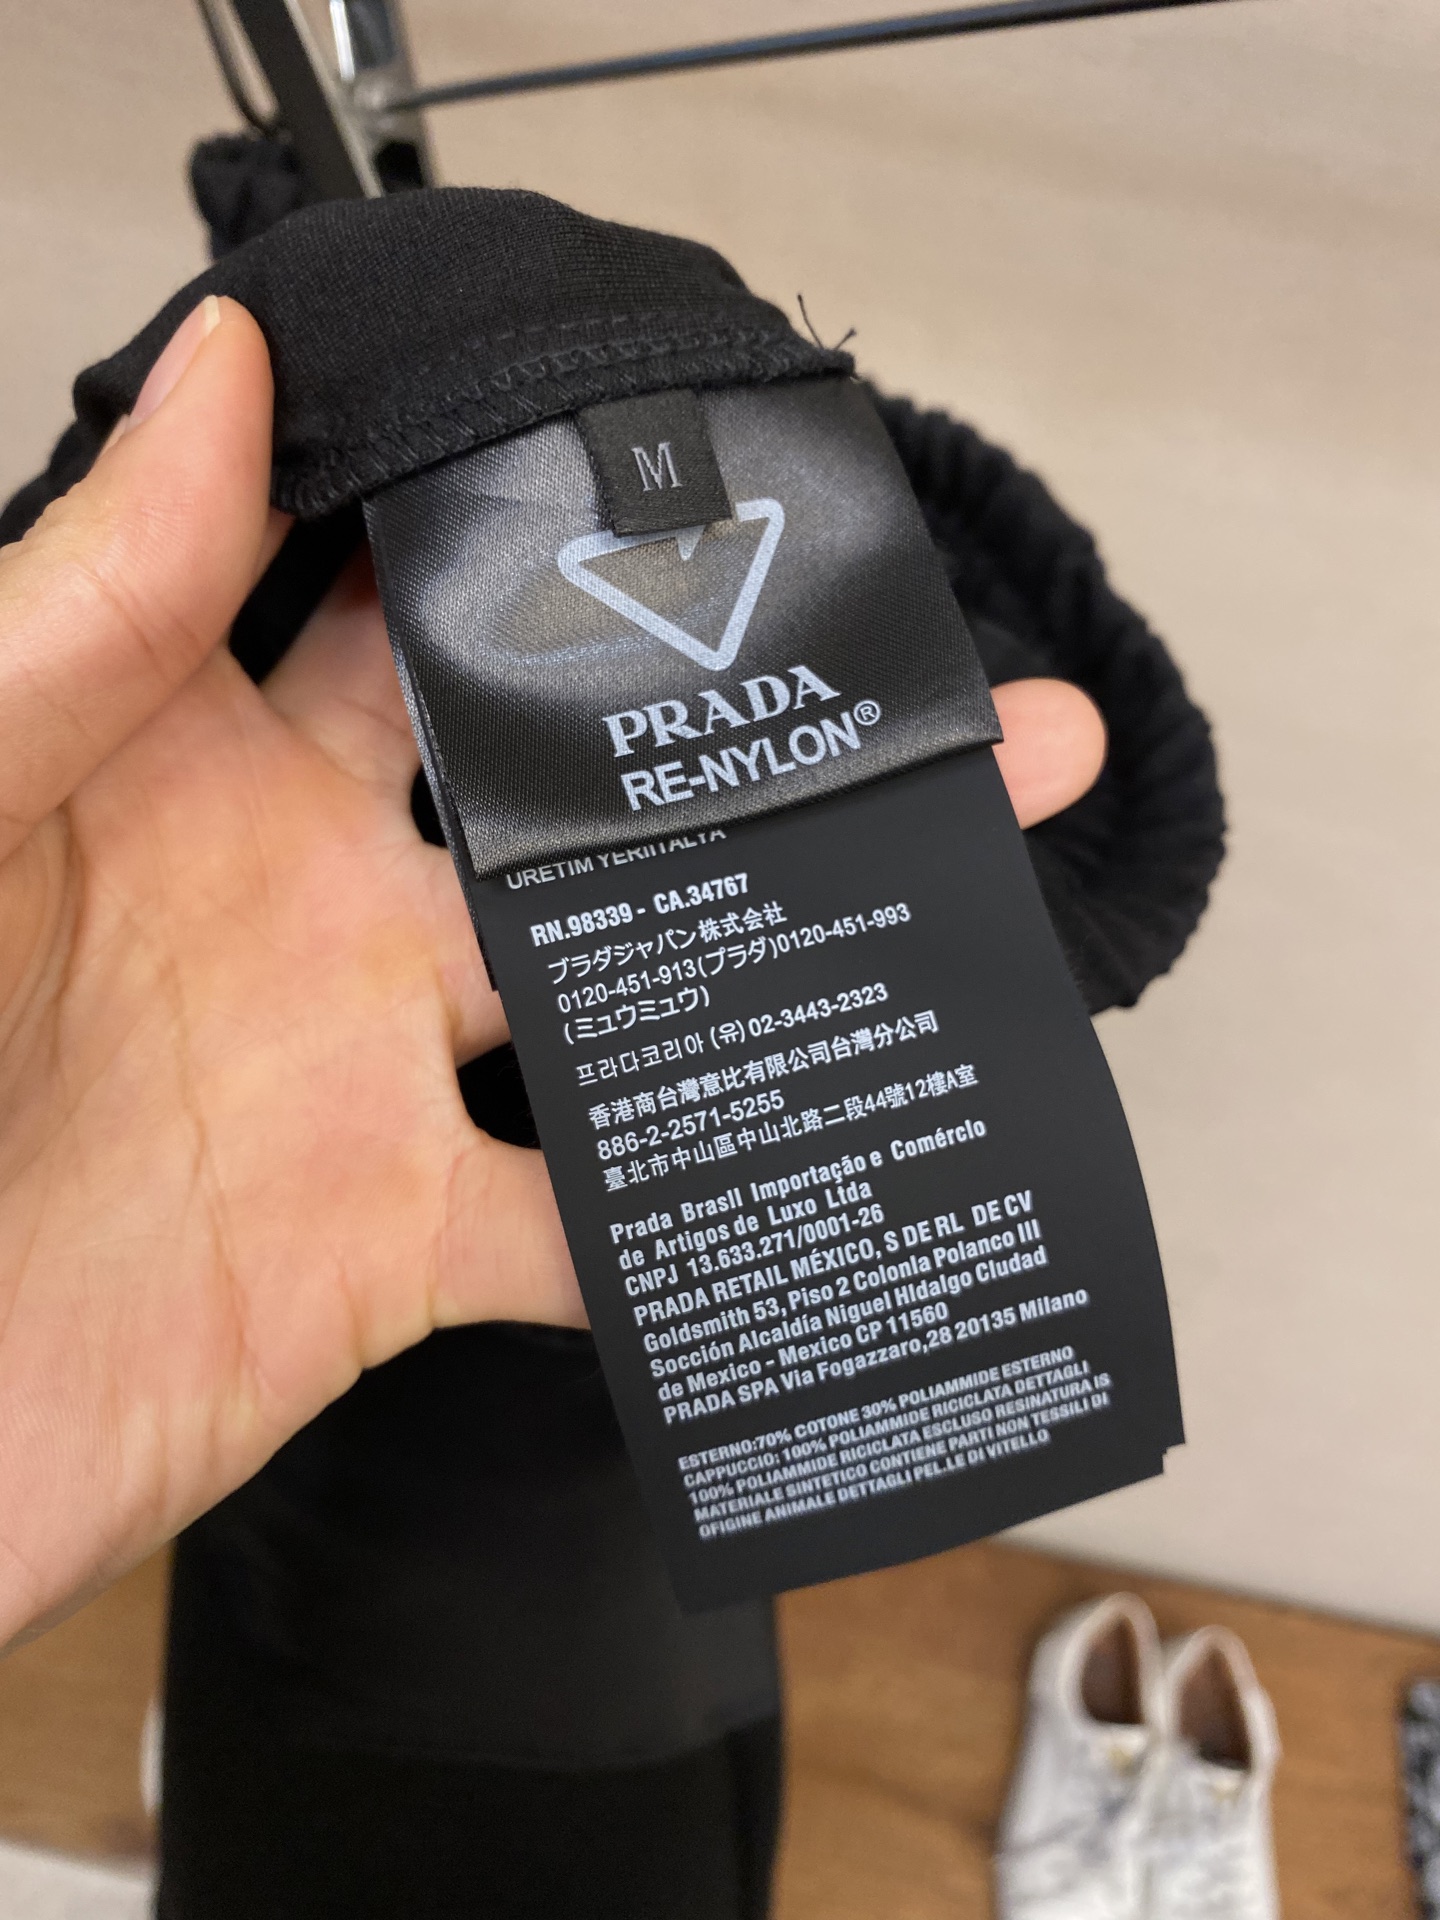 M
PRADA
RE-NYLON®
URETIM YERIITALYA
RN.98339- CA.34767
プラダジャパン株式会社
0120-451-913(プラダ)0120-451-993
(ミュウミュウ)
프라다코리아 (유) 02-3443-2323
香港商台灣意比有限公司台灣分公司
886-2-2571-5255
臺北市中山區中山北路二段44號12樓A室
Prada BrasIl Importação e ComércIo
de Artigos de Luxo Ltda
CNPJ 13.633.271/0001-26
PRADA RETAIL MÉXICO, S DE RL DE CV
Goldsmith 53, Piso 2 ColonIa Polanco III
Socción Alcaldía Niguel HIdalgo CIudad
de Mexico - Mexico CP 11560
PRADA SPA Via Fogazzaro,28 20135 Milano
ESTERNO:70% COTONE 30% POLIAMMIDE ESTERNO
CAPPUCCIO: 100% POLIAMMIDE RICICLATA DETTAGLI
100% POLIAMMIDE RICICLATA ESCLUSO RESINATURA IS
MATERIALE SINTETICO CONTIENE PARTI NON TESSILI DI
OFIGINE ANIMALE DETTAGLI PEL.LE DI VITELLO